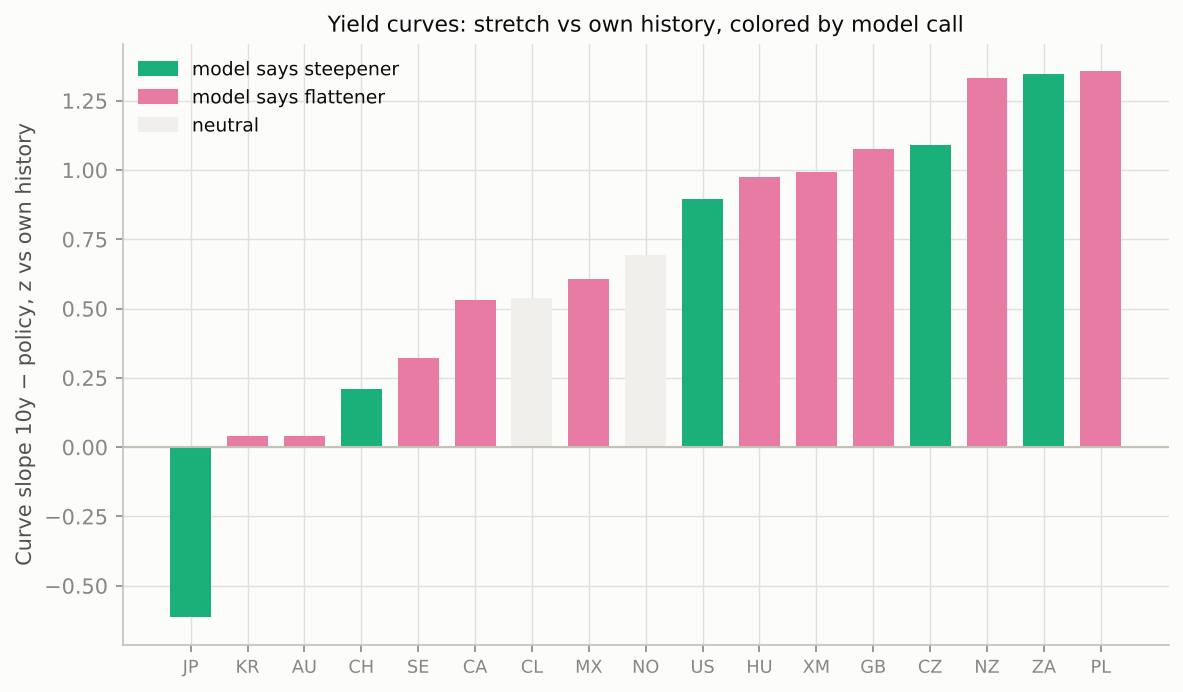 Yield curves: stretch vs own history, colored by model call
model says steepener
model says flattener
neutral
Curve slope 10y − policy, z vs own history
1.25
1.00
0.75
0.50
0.25
0.00
−0.25
−0.50
JP KR AU CH SE CA CL MX NO US HU XM GB CZ NZ ZA PL